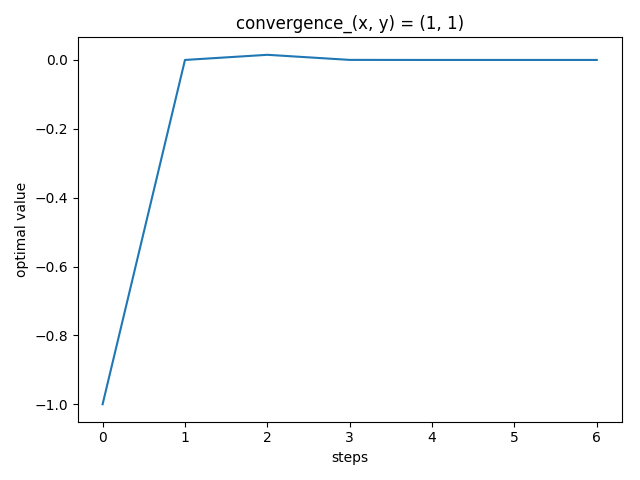 convergence_(x, y) = (1, 1)
0.0
−0.2
−0.4
−0.6
−0.8
−1.0
optimal value
0 1 2 3 4 5 6
steps